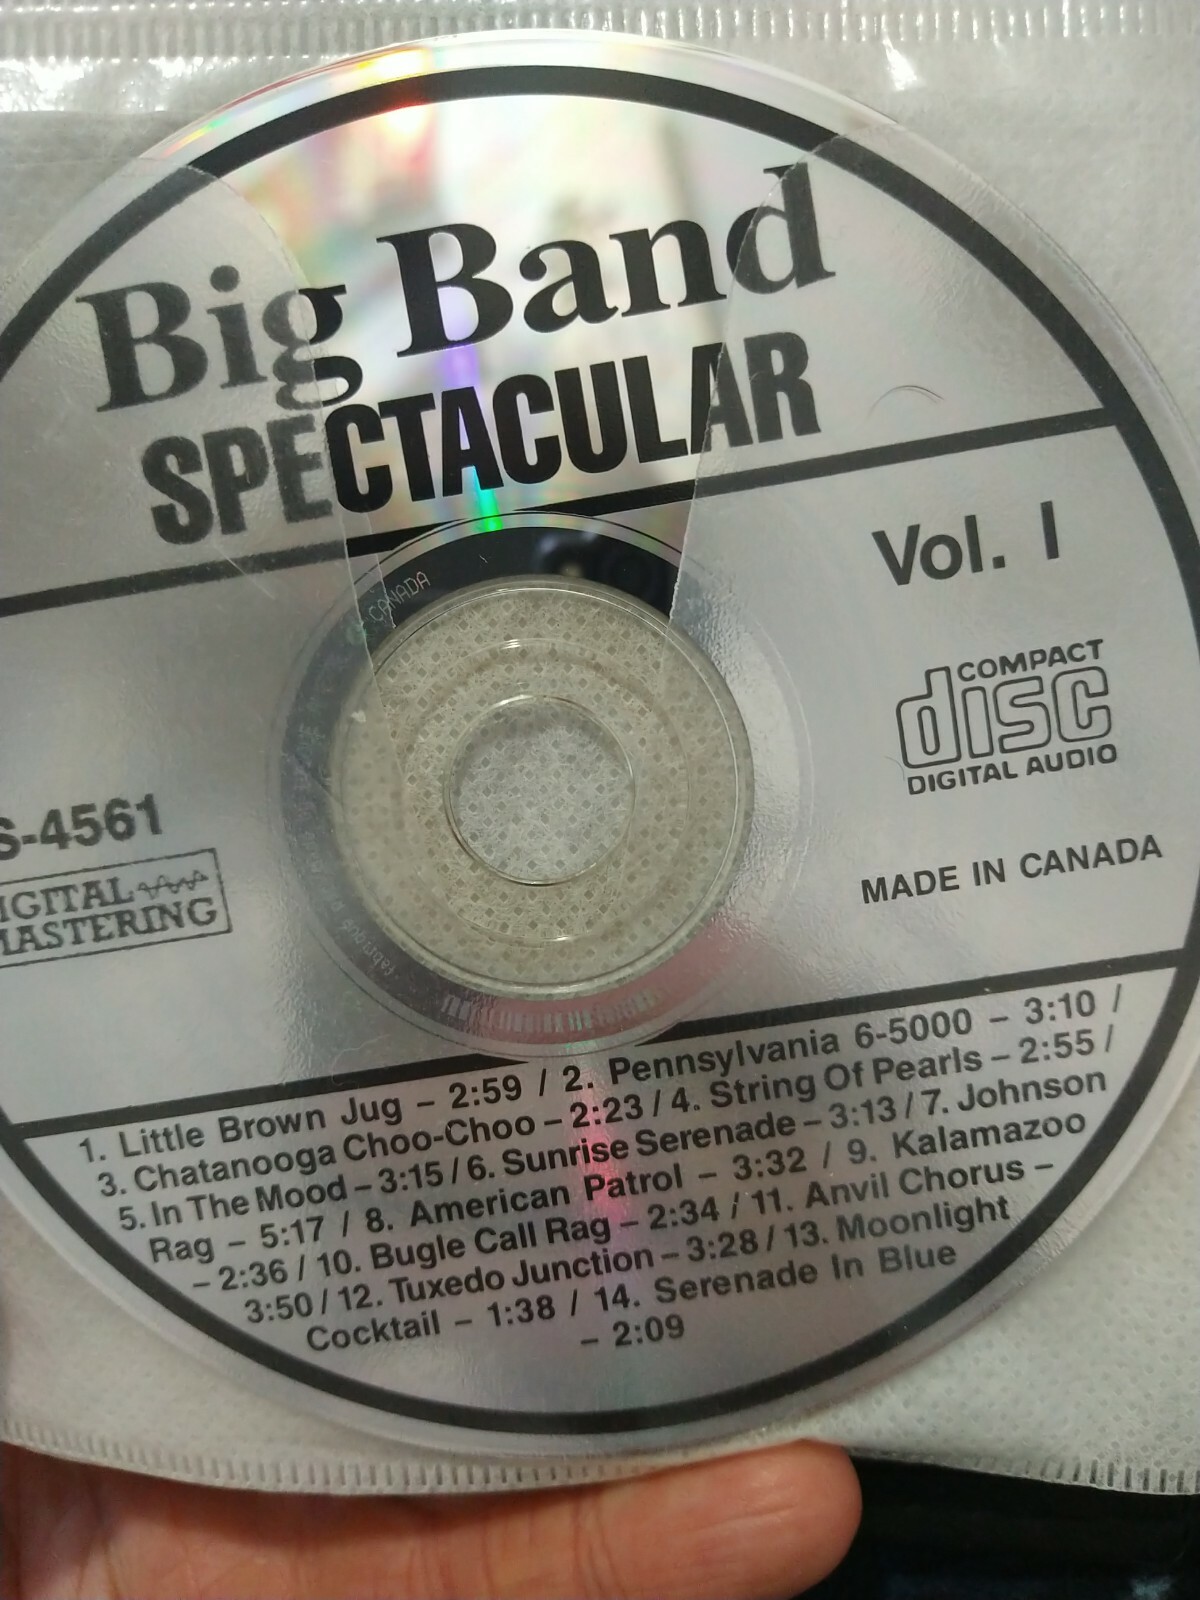 Big Band
SPECTACULAR
Vol. I
COMPACT
disc
DIGITAL AUDIO
S-4561
DIGITAL
MASTERING
MADE IN CANADA
CANADA
1. Little Brown Jug – 2:59 / 2. Pennsylvania 6-5000 – 3:10 /
3. Chatanooga Choo-Choo – 2:23 / 4. String Of Pearls – 2:55 /
5. In The Mood – 3:15 / 6. Sunrise Serenade – 3:13 / 7. Johnson
Rag – 5:17 / 8. American Patrol – 3:32 / 9. Kalamazoo
– 2:36 / 10. Bugle Call Rag – 2:34 / 11. Anvil Chorus –
3:50 / 12. Tuxedo Junction – 3:28 / 13. Moonlight
Cocktail – 1:38 / 14. Serenade In Blue
– 2:09